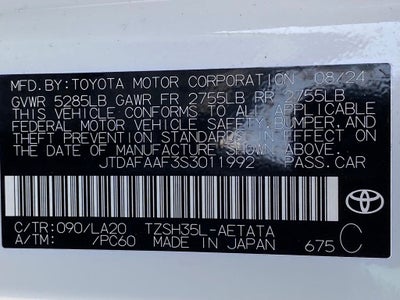 MFD.BY:TOYOTA MOTOR CORPORATION 08/24
GVWR 5285LB GAWR FR 2755LB RR 2755LB
THIS VEHICLE CONFORMS TO ALL APPLICABLE
FEDERAL MOTOR VEHICLE SAFETY,BUMPER,AND
THEFT PREVENTION STANDARDS IN EFFECT ON
THE DATE OF MANUFACTURE SHOWN ABOVE.
JTDAFAAF3S3011992 PASS.CAR
C/TR:090/LA20 TZSH35L-AETATA
A/TM: /PC60 MADE IN JAPAN 675 C
TOYOTA